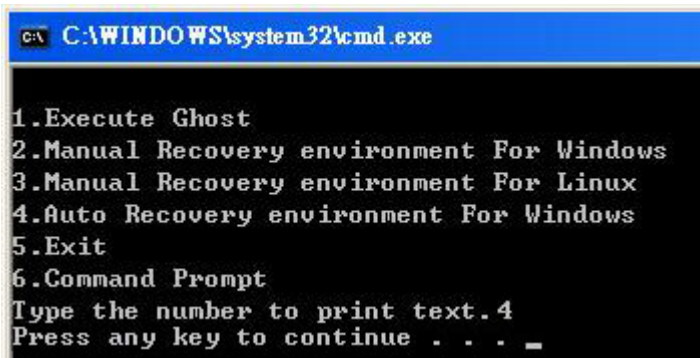 C:\WINDOWS\system32\cmd.exe
1.Execute Ghost
2.Manual Recovery environment For Windows
3.Manual Recovery environment For Linux
4.Auto Recovery environment For Windows
5.Exit
6.Command Prompt
Type the number to print text.4
Press any key to continue . . . _